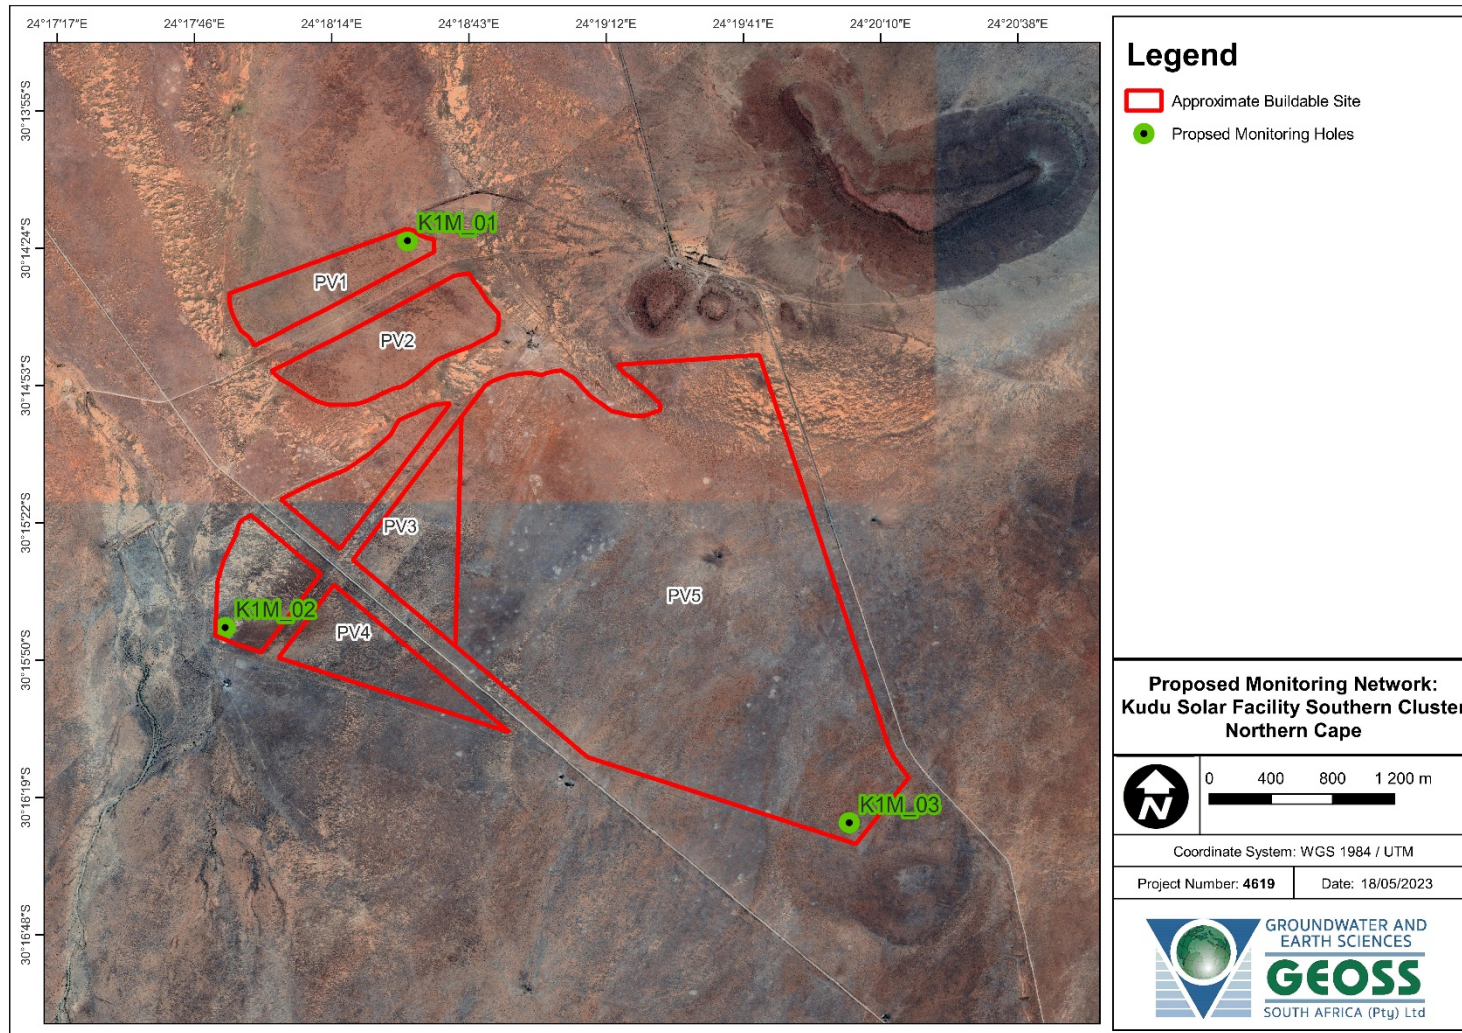 24°17'17"E
24°17'46"E
24°18'14"E
24°18'43"E
24°19'12"E
24°19'41"E
24°20'10"E
24°20'38"E
30°13'55"S
30°14'24"S
30°14'53"S
30°15'22"S
30°15'50"S
30°16'19"S
30°16'48"S
K1M_01
PV1
PV2
PV3
PV5
K1M_02
PV4
K1M_03
Legend
Approximate Buildable Site
Propsed Monitoring Holes
Proposed Monitoring Network:
Kudu Solar Facility Southern Cluster
Northern Cape
N
0 400 800 1 200 m
Coordinate System: WGS 1984 / UTM
Project Number: 4619
Date: 18/05/2023
GROUNDWATER AND
EARTH SCIENCES
GEOSS
SOUTH AFRICA (Pty) Ltd